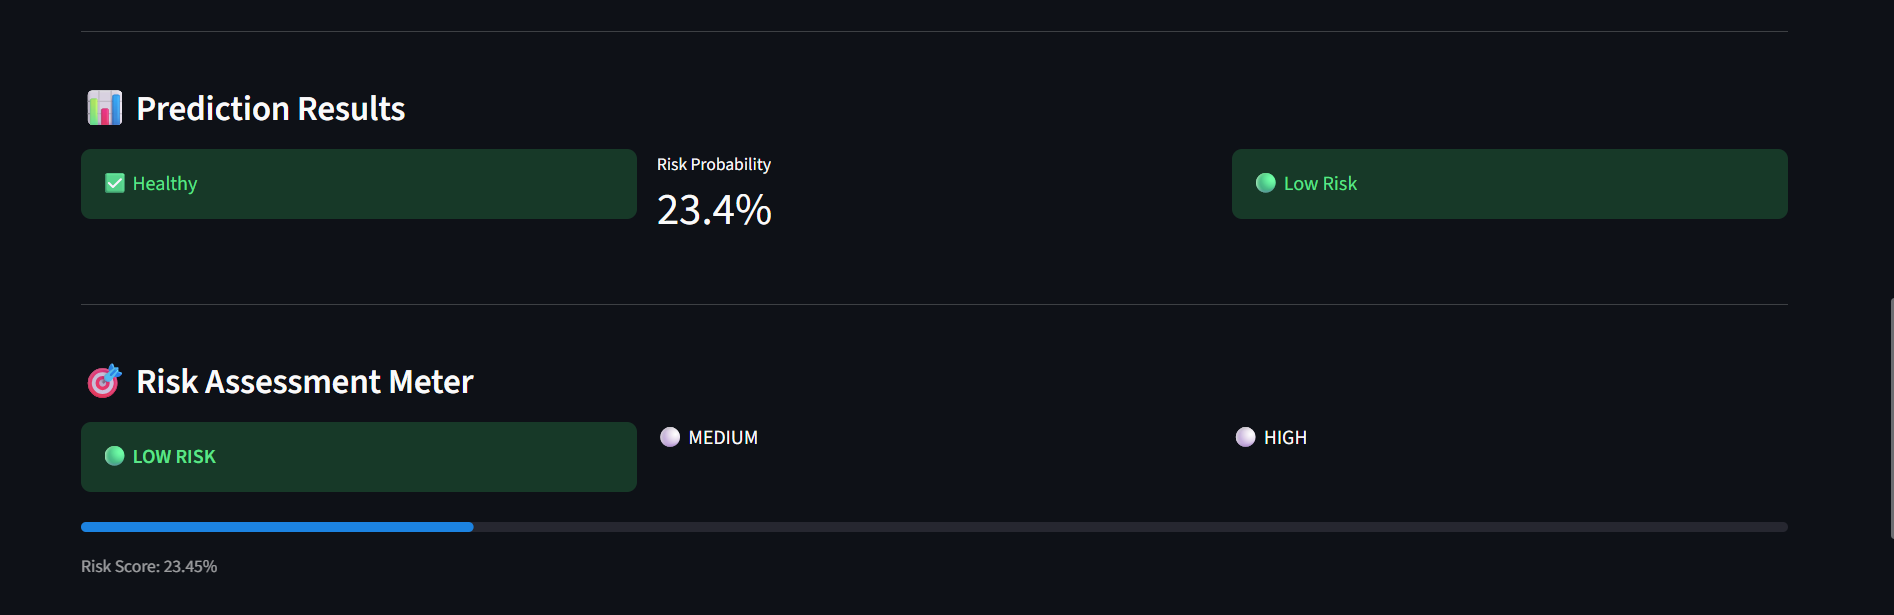 Prediction Results
Healthy
Risk Probability
23.4%
Low Risk
Risk Assessment Meter
LOW RISK
MEDIUM
HIGH
Risk Score: 23.45%